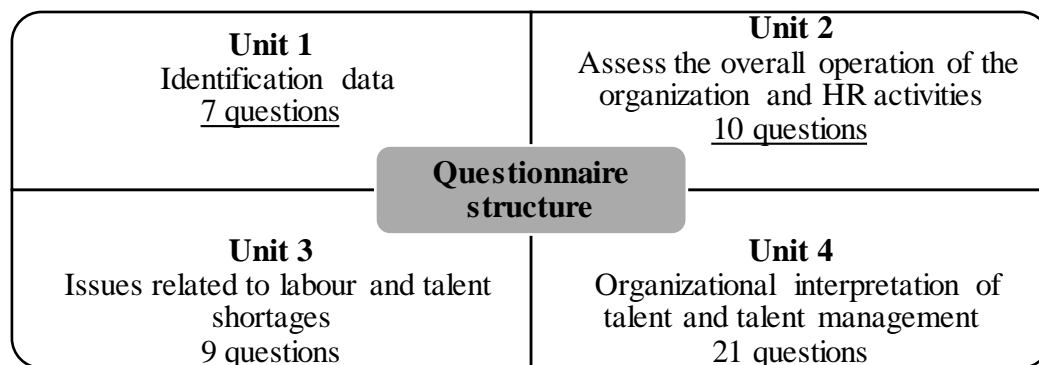 Unit 1
Identification data
7 questions
Unit 2
Assess the overall operation of the
organization and HR activities
10 questions
Questionnaire
structure
Unit 3
Issues related to labour and talent
shortages
9 questions
Unit 4
Organizational interpretation of
talent and talent management
21 questions